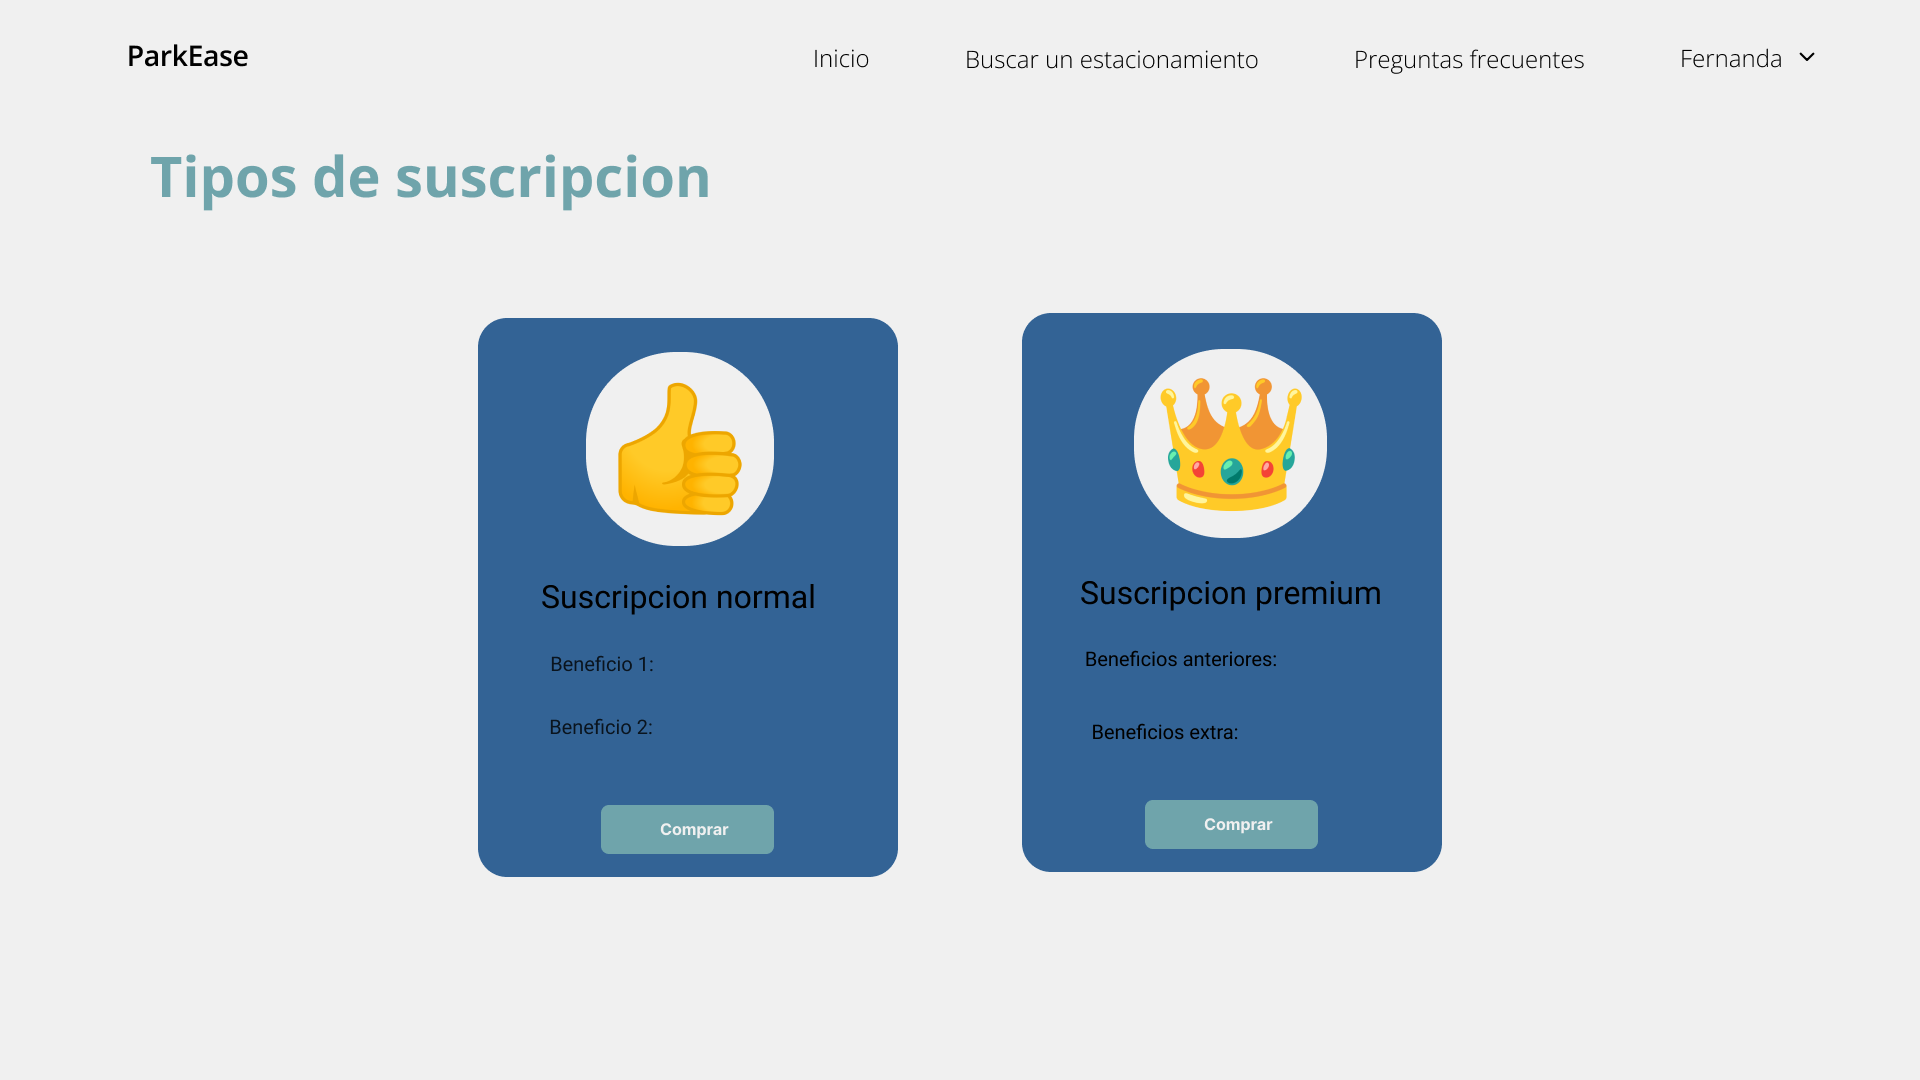 ParkEase
Inicio
Buscar un estacionamiento
Preguntas frecuentes
Fernanda
Tipos de suscripcion
Suscripcion normal
Beneficio 1:
Beneficio 2:
Comprar
Suscripcion premium
Beneficios anteriores:
Beneficios extra:
Comprar